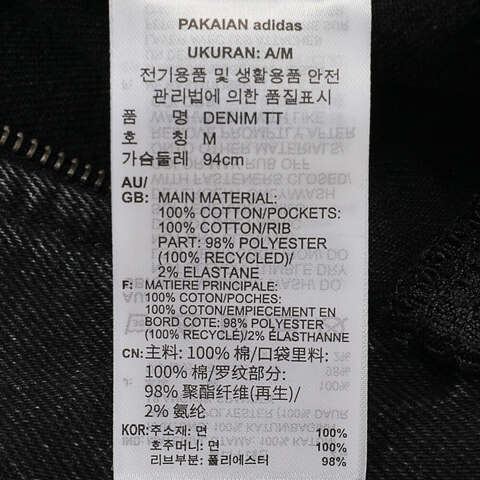 PAKAIAN adidas
UKURAN: A/M
전기용품 및 생활용품 안전
관리법에 의한 품질표시
품 명 DENIM TT
호 칭 M
가슴둘레 94cm
AU/
GB: MAIN MATERIAL:
100% COTTON/POCKETS:
100% COTTON/RIB
PART: 98% POLYESTER
(100% RECYCLED)/
2% ELASTANE
F: MATIERE PRINCIPALE:
100% COTON/POCHES:
100% COTON/EMPIECEMENT EN
BORD COTE: 98% POLYESTER
(100% RECYCLÉ)/2% ÉLASTHANNE
CN: 主料: 100% 棉/口袋里料:
100% 棉/罗纹部分:
98% 聚酯纤维(再生)/
2% 氨纶
KOR: 주소재: 면 100%
호주머니: 면 100%
리브부분: 폴리에스터 98%